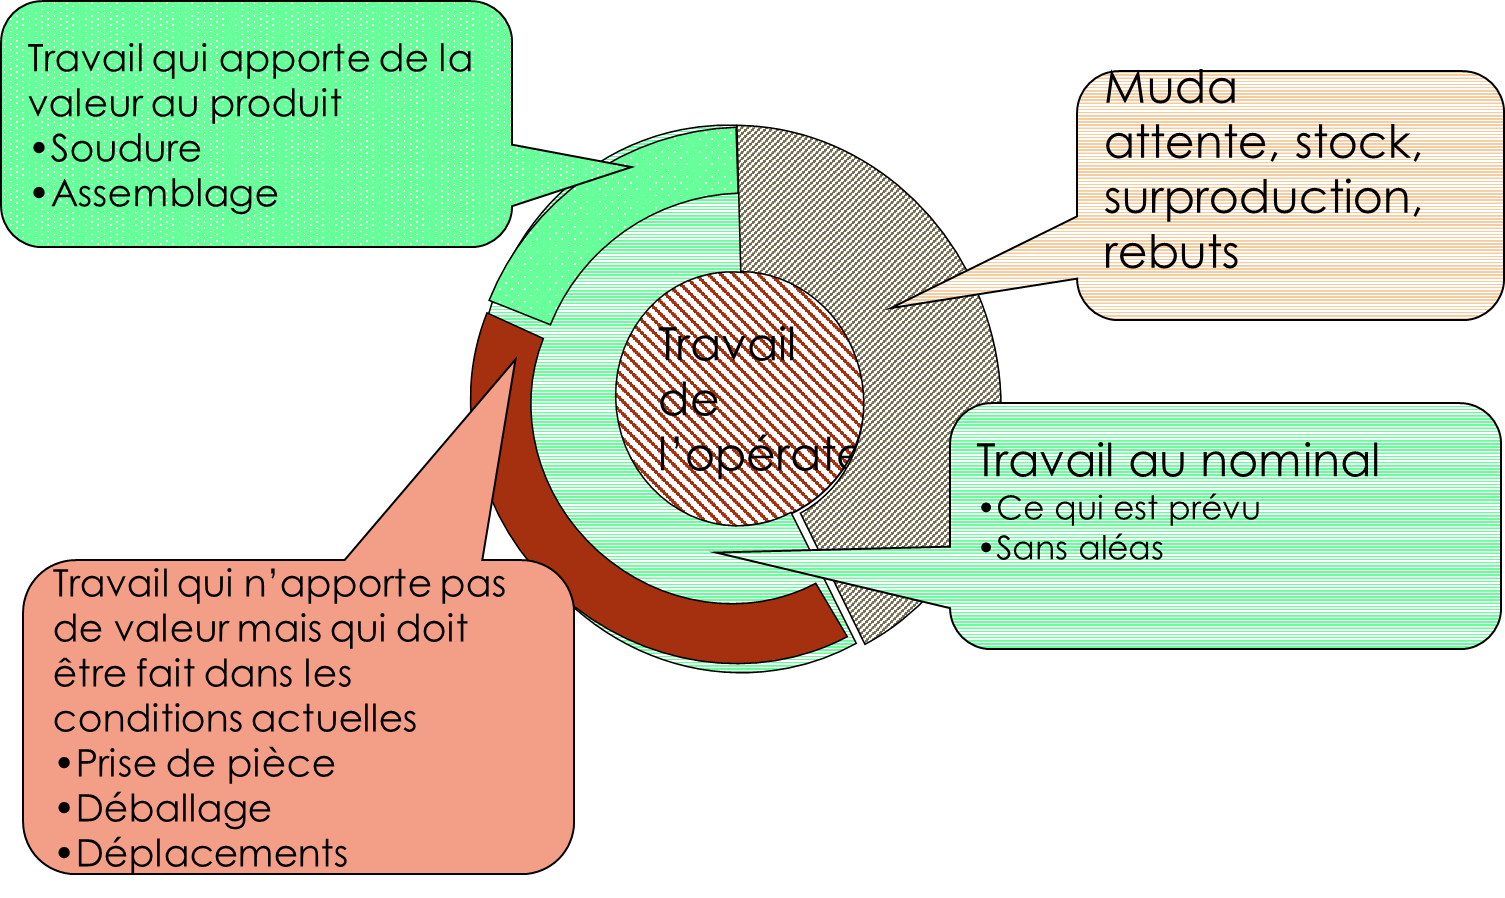 Travail qui apporte de la
valeur au produit
•Soudure
•Assemblage
Muda
attente, stock,
surproduction,
rebuts
Travail
de
l’opérate
Travail au nominal
•Ce qui est prévu
•Sans aléas
Travail qui n’apporte pas
de valeur mais qui doit
être fait dans les
conditions actuelles
•Prise de pièce
•Déballage
•Déplacements